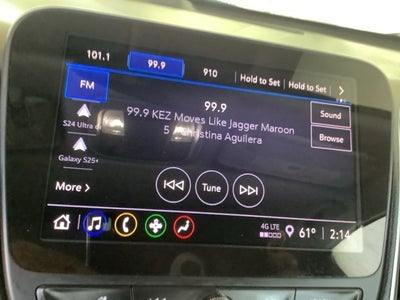 101.1 99.9 910 Hold to Set Hold to Set
FM
99.9
Sound
99.9 KEZ Moves Like Jagger Maroon
5 Christina Aguilera
Browse
S24 Ultra
Galaxy S25+
More
Tune
4G LTE 61° 2:14